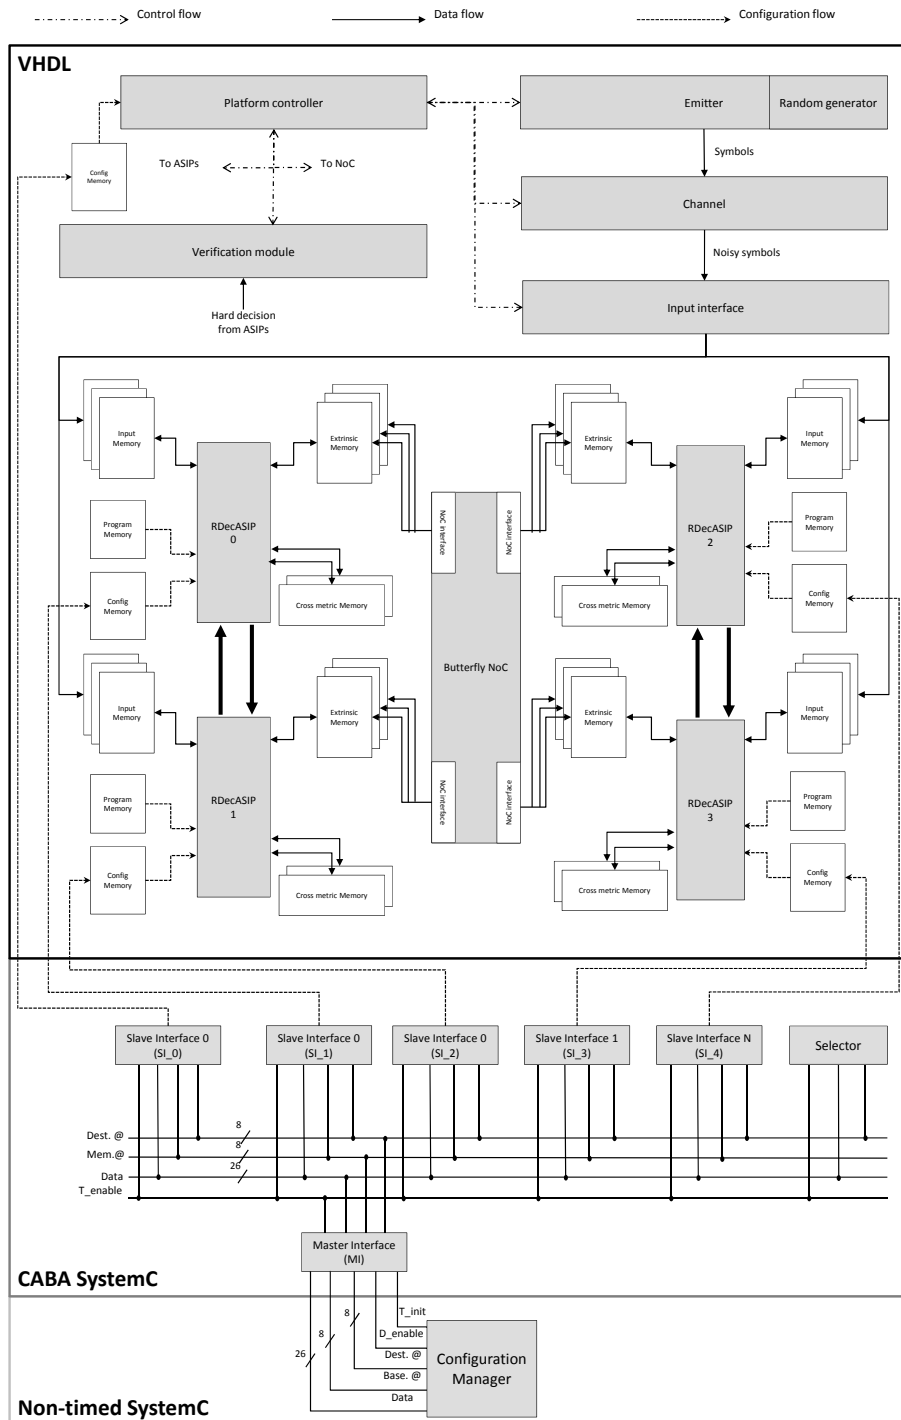 Control flow
Data flow
Configuration flow
VHDL
Platform controller
Emitter
Random generator
Config
Memory
To ASIPs
To NoC
Symbols
Channel
Verification module
Noisy symbols
Hard decision
from ASIPs
Input interface
Input
Memory
Extrinsic
Memory
Extrinsic
Memory
Input
Memory
RDecASIP
0
RDecASIP
2
Program
Memory
NoC interface
NoC interface
Program
Memory
Config
Memory
Cross metric Memory
Cross metric Memory
Config
Memory
Butterfly NoC
Input
Memory
Extrinsic
Memory
Extrinsic
Memory
Input
Memory
RDecASIP
1
RDecASIP
3
Program
Memory
NoC interface
NoC interface
Program
Memory
Config
Memory
Cross metric Memory
Cross metric Memory
Config
Memory
Slave Interface 0
(SI_0)
Slave Interface 0
(SI_1)
Slave Interface 0
(SI_2)
Slave Interface 1
(SI_3)
Slave Interface N
(SI_4)
Selector
8
Dest. @
8
Mem.@
26
Data
T_enable
Master Interface
(MI)
CABA SystemC
T_init
8
D_enable
8
Dest. @
26
Base. @
Data
Configuration
Manager
Non-timed SystemC